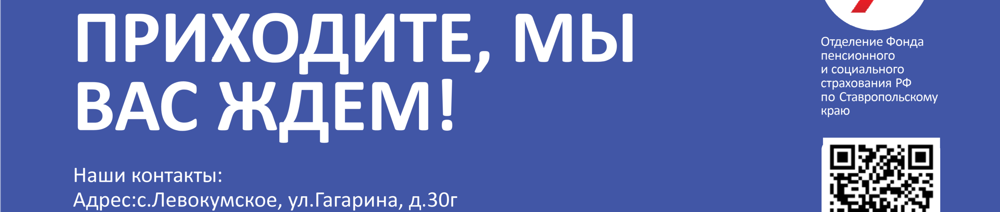 ПРИХОДИТЕ, МЫ
ВАС ЖДЕМ!
Наши контакты:
Адрес:с.Левокумское, ул.Гагарина, д.30г
Отделение Фонда
пенсионного
и социального
страхования РФ
по Ставропольскому
краю